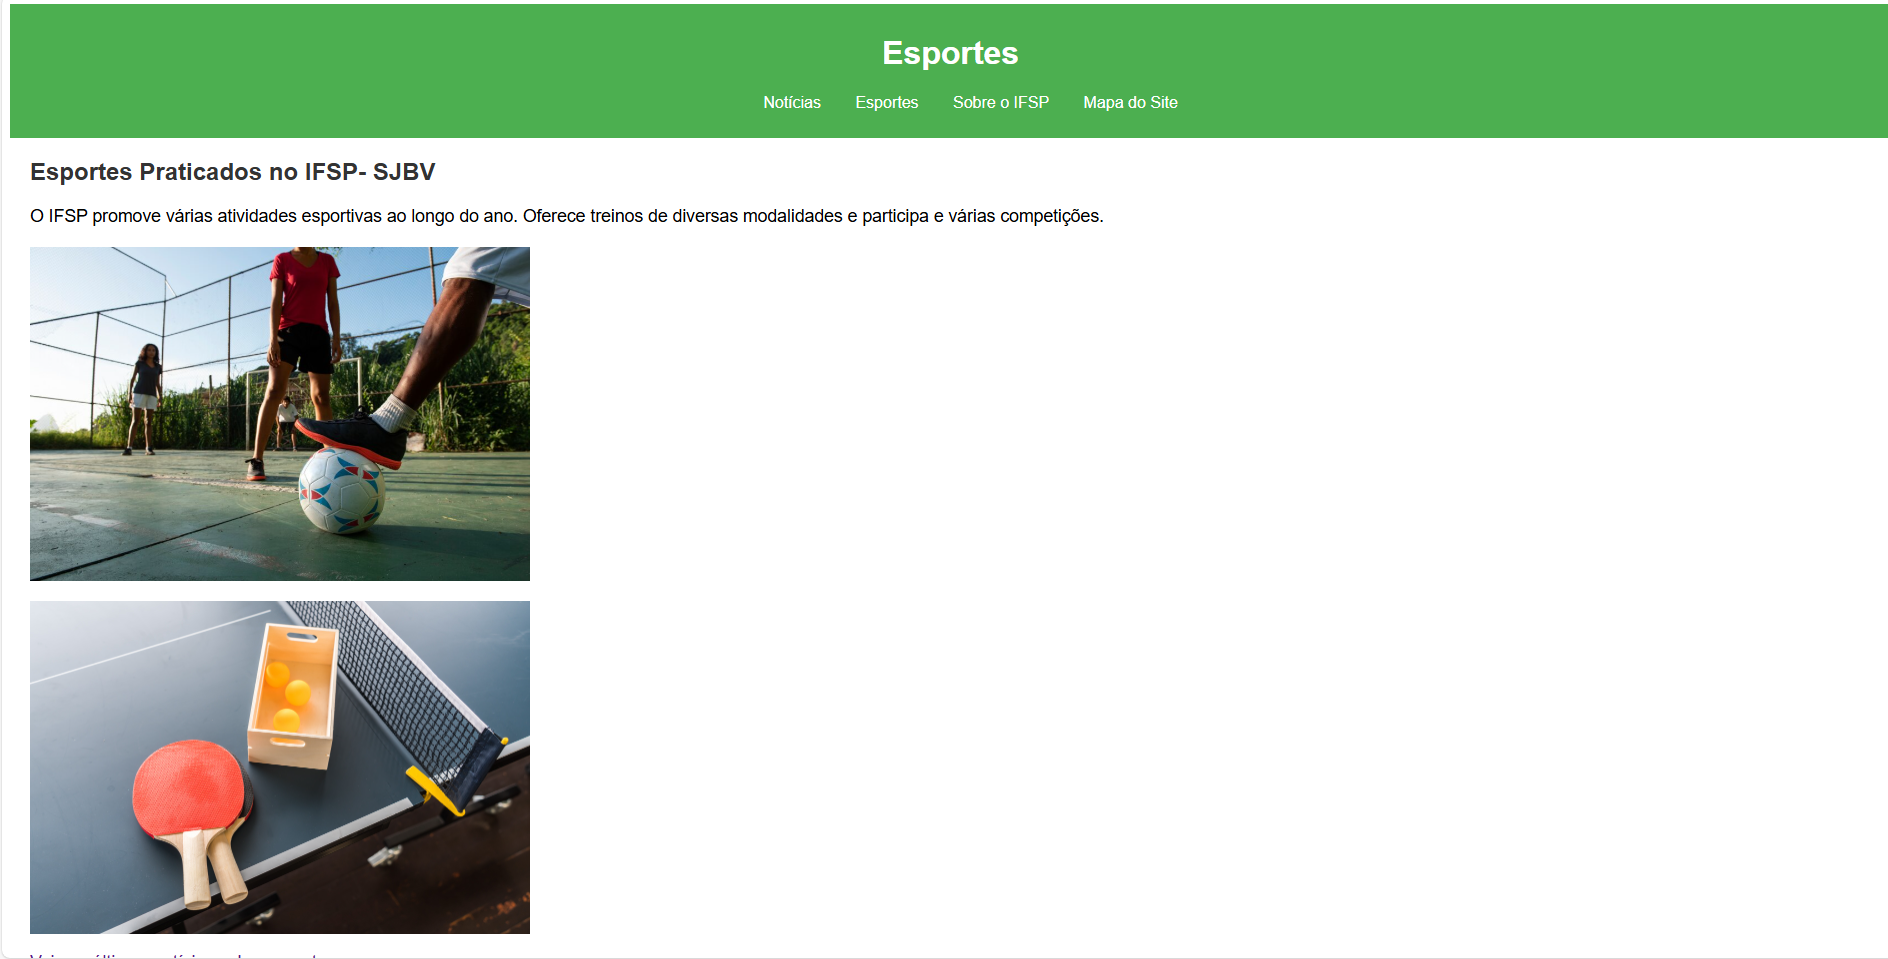 Esportes
Notícias Esportes Sobre o IFSP Mapa do Site
Esportes Praticados no IFSP- SJBV
O IFSP promove várias atividades esportivas ao longo do ano. Oferece treinos de diversas modalidades e participa e várias competições.